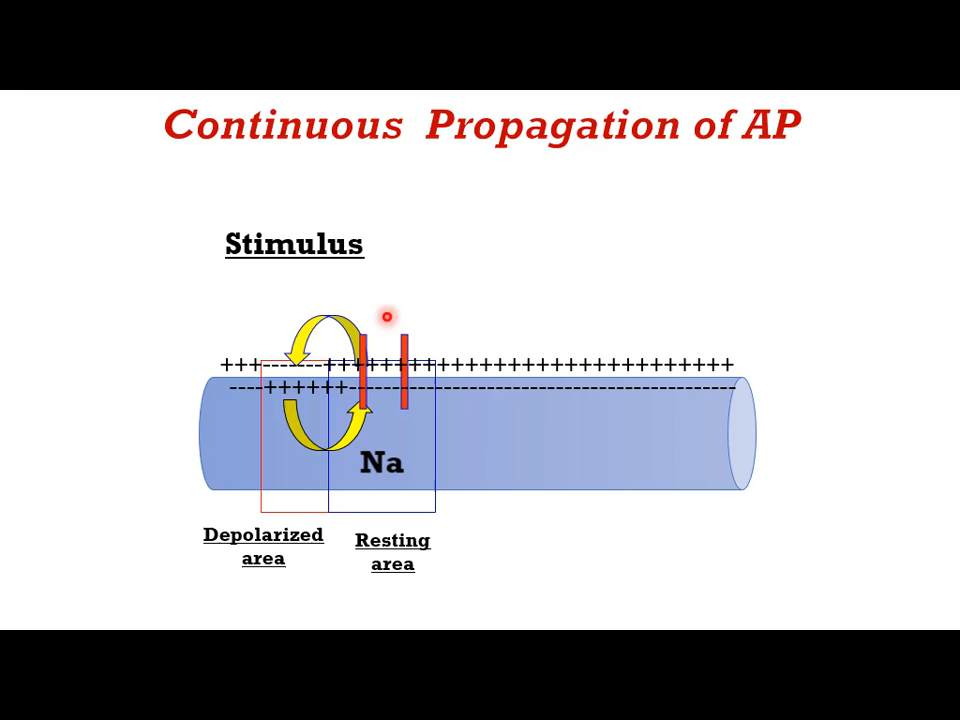 Continuous Propagation of AP
Stimulus
+++-------+++++++++++++++++++++++++++++
----++++++-------------------------------------------
Na
Depolarized
area
Resting
area